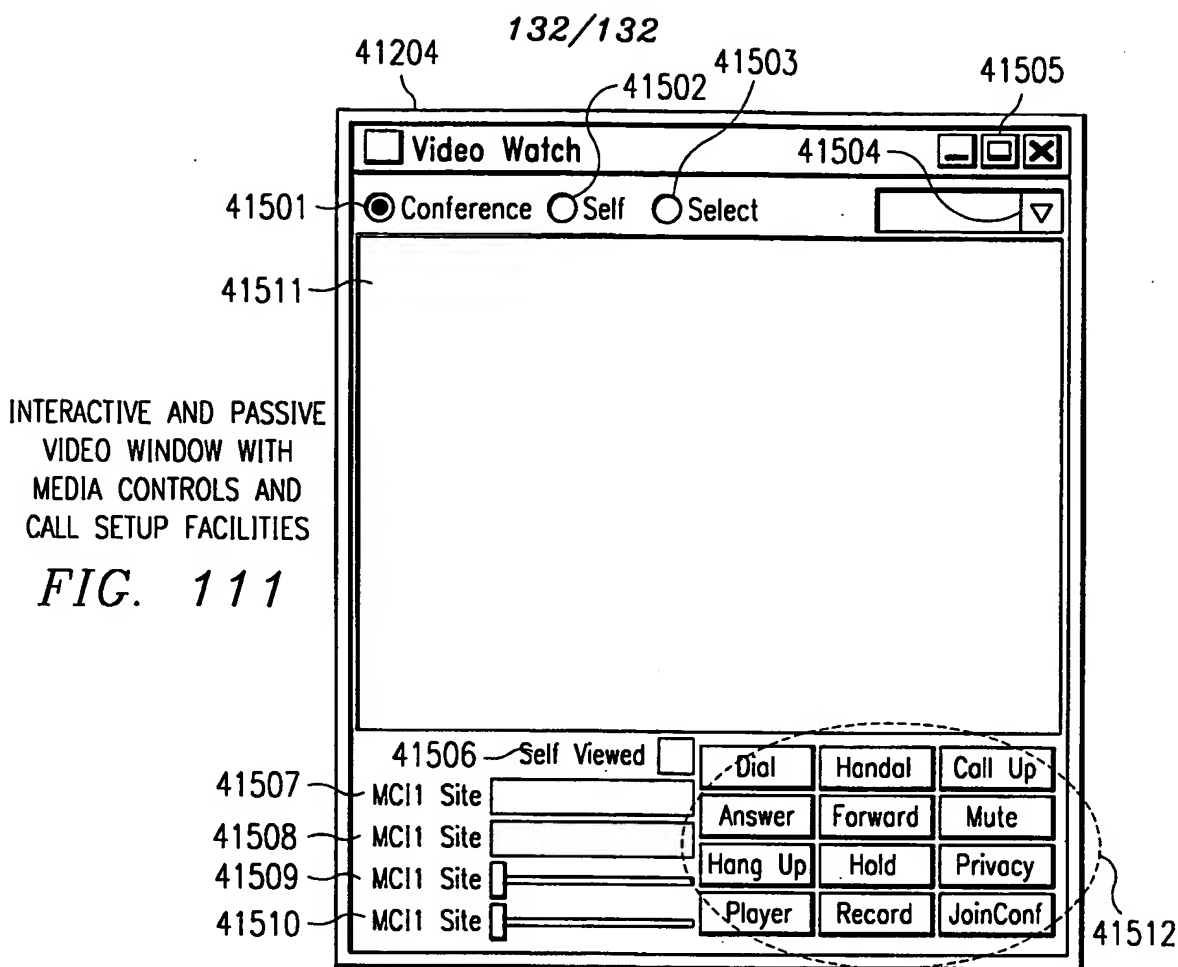 132/132
41204
41502
41503
41505
Video Watch
41504
41501
Conference Self Select
41511
INTERACTIVE AND PASSIVE
VIDEO WINDOW WITH
MEDIA CONTROLS AND
CALL SETUP FACILITIES
FIG. 111
41506 Self Viewed
41507 MCI1 Site
41508 MCI1 Site
41509 MCI1 Site
41510 MCI1 Site
Dial Handal Call Up
Answer Forward Mute
Hang Up Hold Privacy
Player Record JoinConf
41512